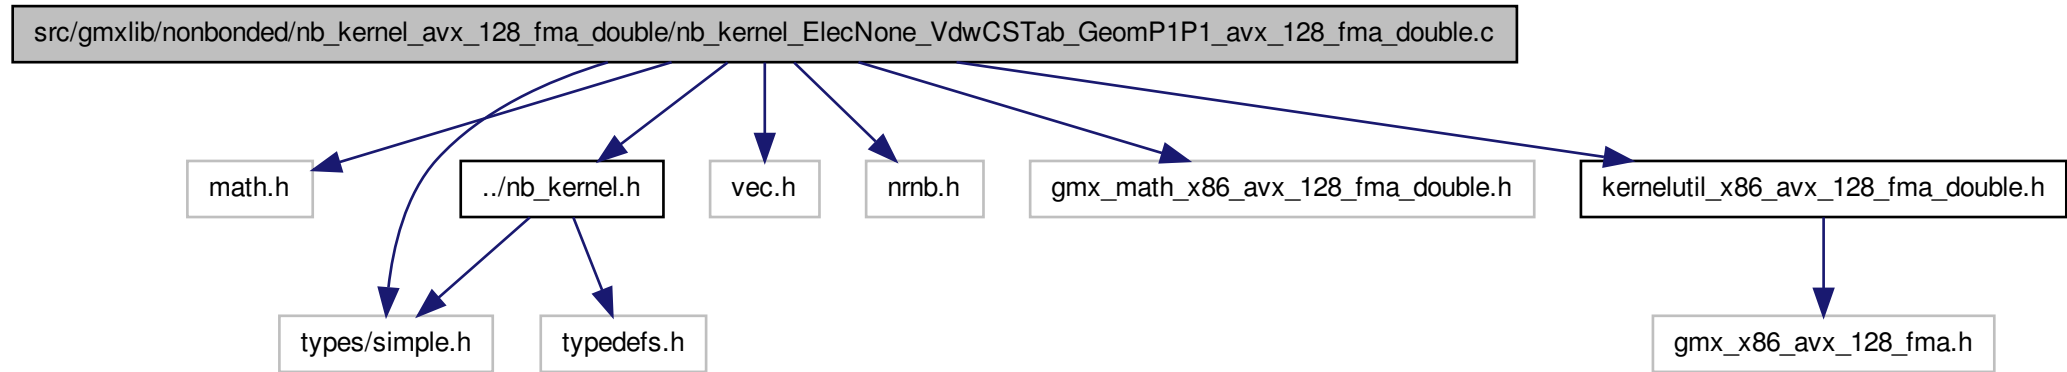 src/gmxlib/nonbonded/nb_kernel_avx_128_fma_double/nb_kernel_ElecNone_VdwCSTab_GeomP1P1_avx_128_fma_double.c
math.h
../nb_kernel.h
vec.h
nrnb.h
gmx_math_x86_avx_128_fma_double.h
kernelutil_x86_avx_128_fma_double.h
types/simple.h
typedefs.h
gmx_x86_avx_128_fma.h